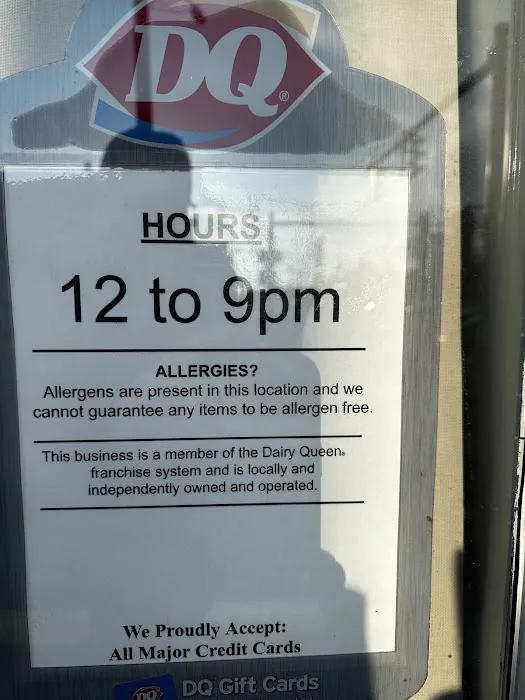 DQ®
HOURS
12 to 9pm
ALLERGIES?
Allergens are present in this location and we
cannot guarantee any items to be allergen free.
This business is a member of the Dairy Queen®
franchise system and is locally and
independently owned and operated.
We Proudly Accept:
All Major Credit Cards
DQ DQ Gift Cards